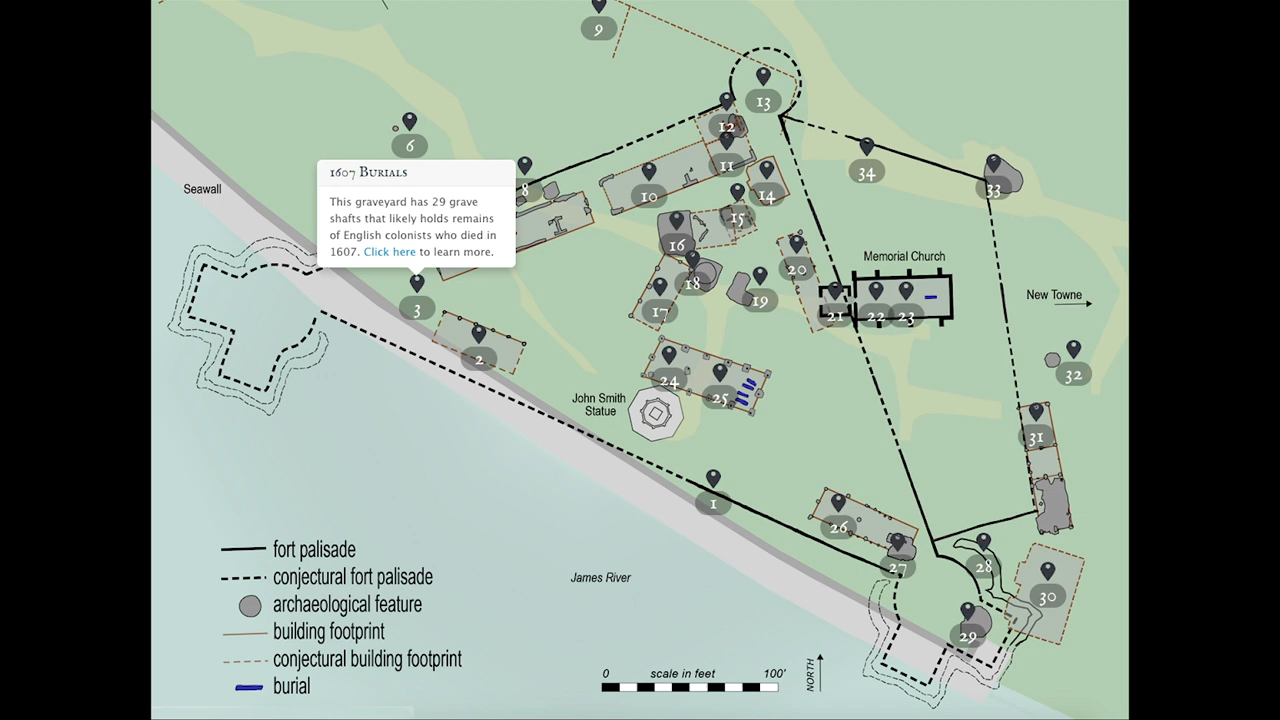 9
13
12
6
11
34
8
14
10
33
1607 Burials
This graveyard has 29 grave
shafts that likely holds remains
of English colonists who died in
1607. Click here to learn more.
Seawall
15
16
Memorial Church
20
18
19
17
21
22
23
New Towne
3
2
32
24
25
John Smith
Statue
31
1
26
27
28
30
29
James River
fort palisade
conjectural fort palisade
archaeological feature
building footprint
conjectural building footprint
burial
0 scale in feet 100'
NORTH